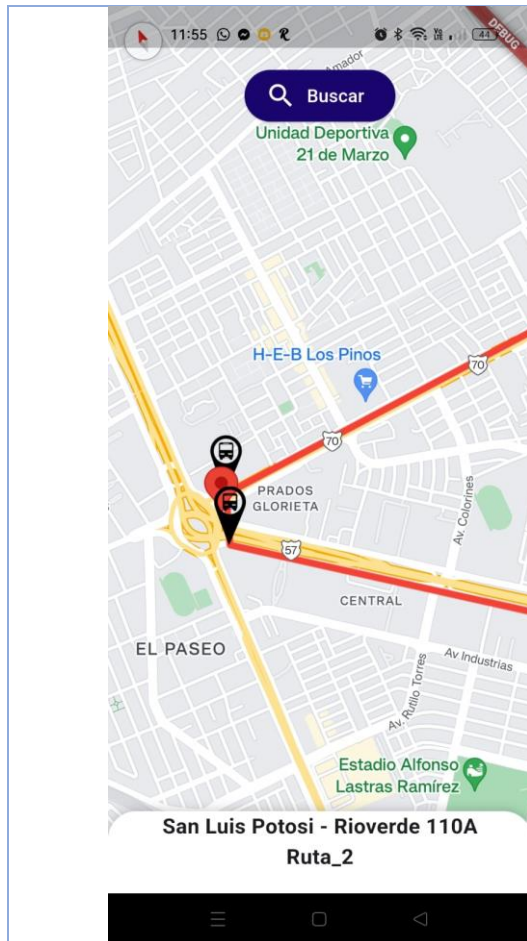 11:55
44
DEBUG
Amador
Buscar
Unidad Deportiva
21 de Marzo
H-E-B Los Pinos
70
70
PRADOS
GLORIETA
Av. Colorines
57
CENTRAL
EL PASEO
Av Industrias
Av. Rutilo Torres
Estadio Alfonso
Lastras Ramírez
San Luis Potosi - Rioverde 110A
Ruta_2